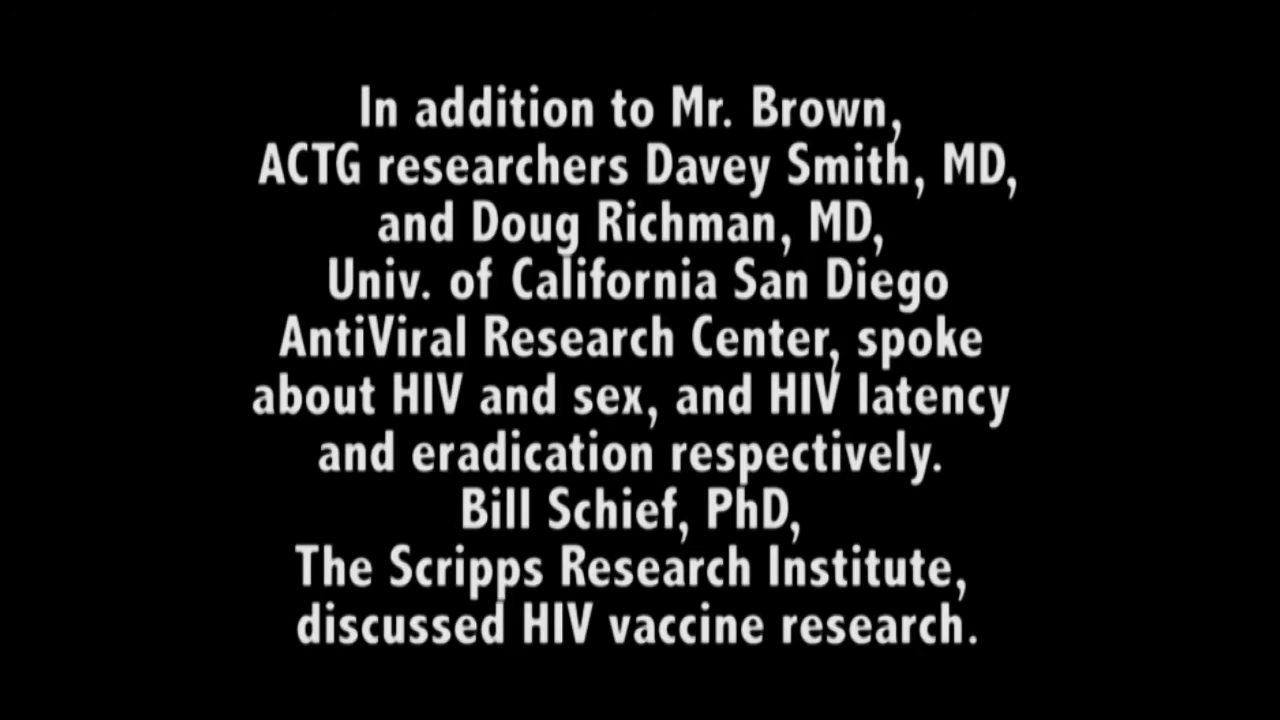 In addition to Mr. Brown,
ACTG researchers Davey Smith, MD,
and Doug Richman, MD,
Univ. of California San Diego
AntiViral Research Center, spoke
about HIV and sex, and HIV latency
and eradication respectively.
Bill Schief, PhD,
The Scripps Research Institute,
discussed HIV vaccine research.